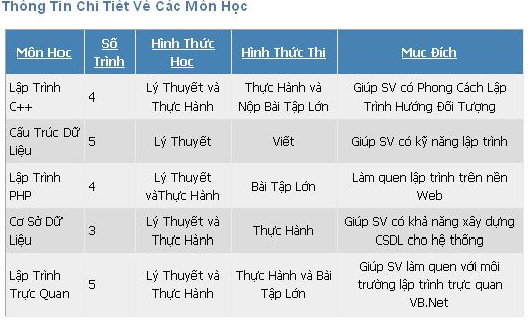 Thông Tin Chi Tiết Về Các Môn Học
Môn Học
Số
Trình
Hình Thức
Học
Hình Thức Thi
Mục Đích
Lập Trình
C++
4
Lý Thuyết và
Thực Hành
Thực Hành và
Nộp Bài Tập Lớn
Giúp SV có Phong Cách Lập
Trình Hướng Đối Tượng
Cấu Trúc Dữ
Liệu
5
Lý Thuyết
Viết
Giúp SV có kỹ năng lập trình
Lập Trình
PHP
4
Lý Thuyết
vàThực Hành
Bài Tập Lớn
Làm quen lập trình trên nền
Web
Cơ Sở Dữ
Liệu
3
Lý Thuyết và
Thực Hành
Thực Hành
Giúp SV có khả năng xây dựng
CSDL cho hệ thống
Lập Trình
Trực Quan
5
Lý Thuyết và
Thực Hành
Thực Hành và Bài
Tập Lớn
Giúp SV làm quen với môi
trường lập trình trực quan
VB.Net